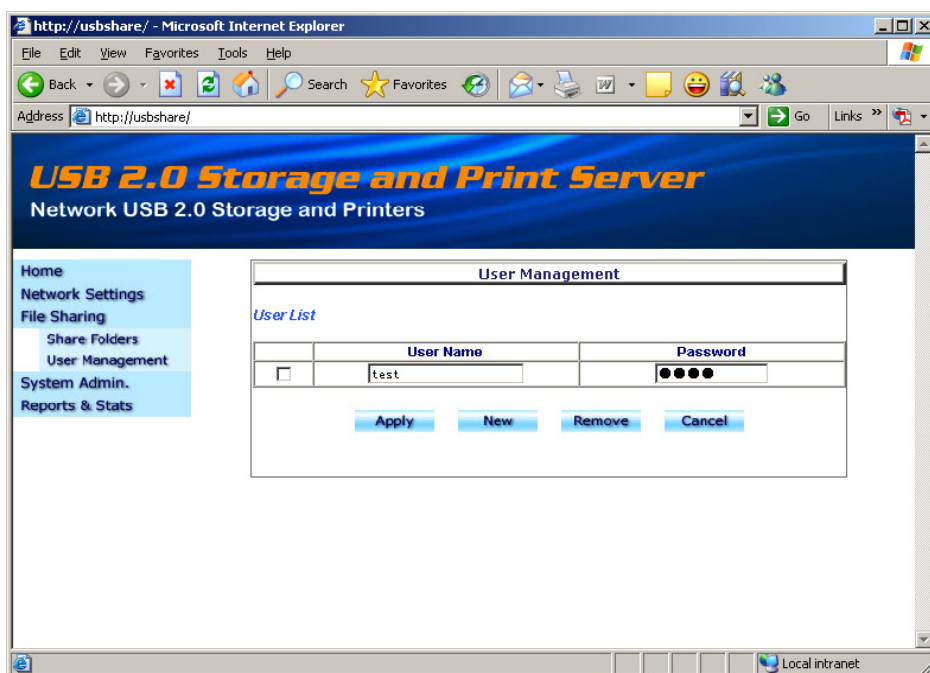 http://usbshare/ - Microsoft Internet Explorer
File Edit View Favorites Tools Help
Back Search Favorites
Address http://usbshare/ Go Links »
USB 2.0 Storage and Print Server
Network USB 2.0 Storage and Printers
Home
Network Settings
File Sharing
Share Folders
User Management
System Admin.
Reports & Stats
User Management
User List
User Name Password
test ●●●●
Apply New Remove Cancel
Local intranet